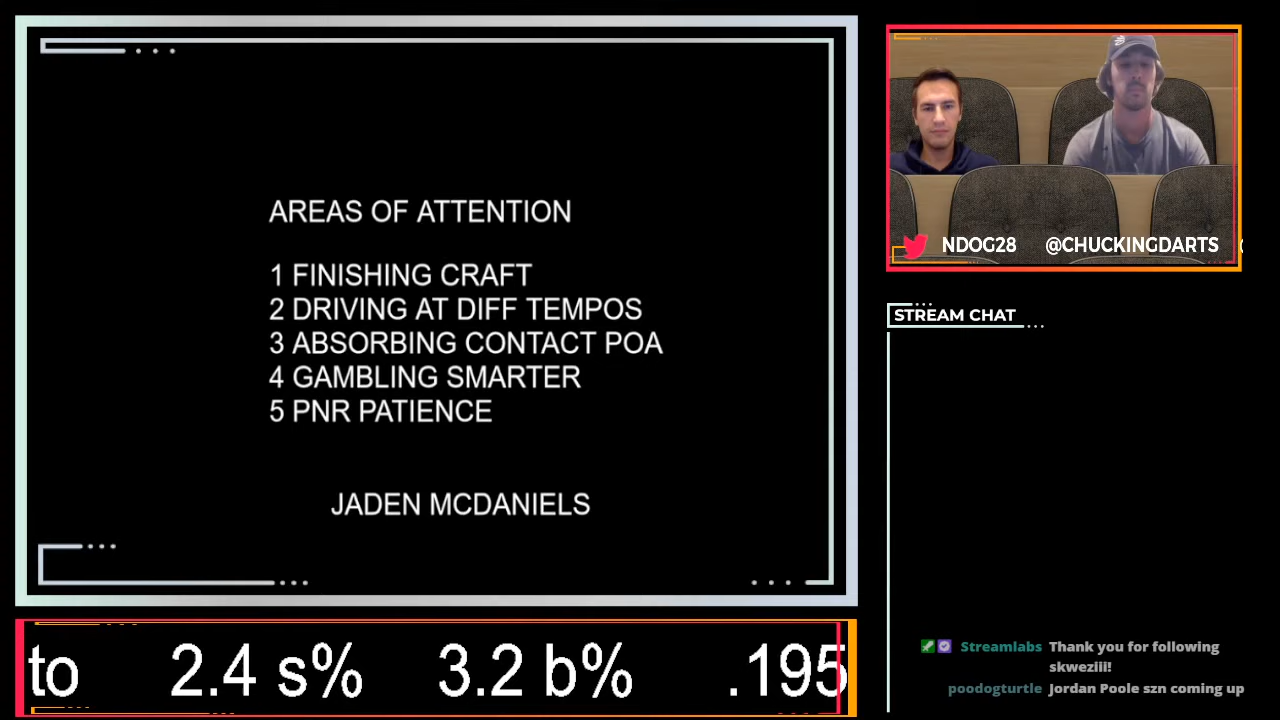 AREAS OF ATTENTION
1 FINISHING CRAFT
2 DRIVING AT DIFF TEMPOS
3 ABSORBING CONTACT POA
4 GAMBLING SMARTER
5 PNR PATIENCE
JADEN MCDANIELS
to 2.4 s% 3.2 b% .195
NDOG28 @CHUCKINGDARTS
STREAM CHAT
Streamlabs Thank you for following
skweziii!
poodogturtle Jordan Poole szn coming up